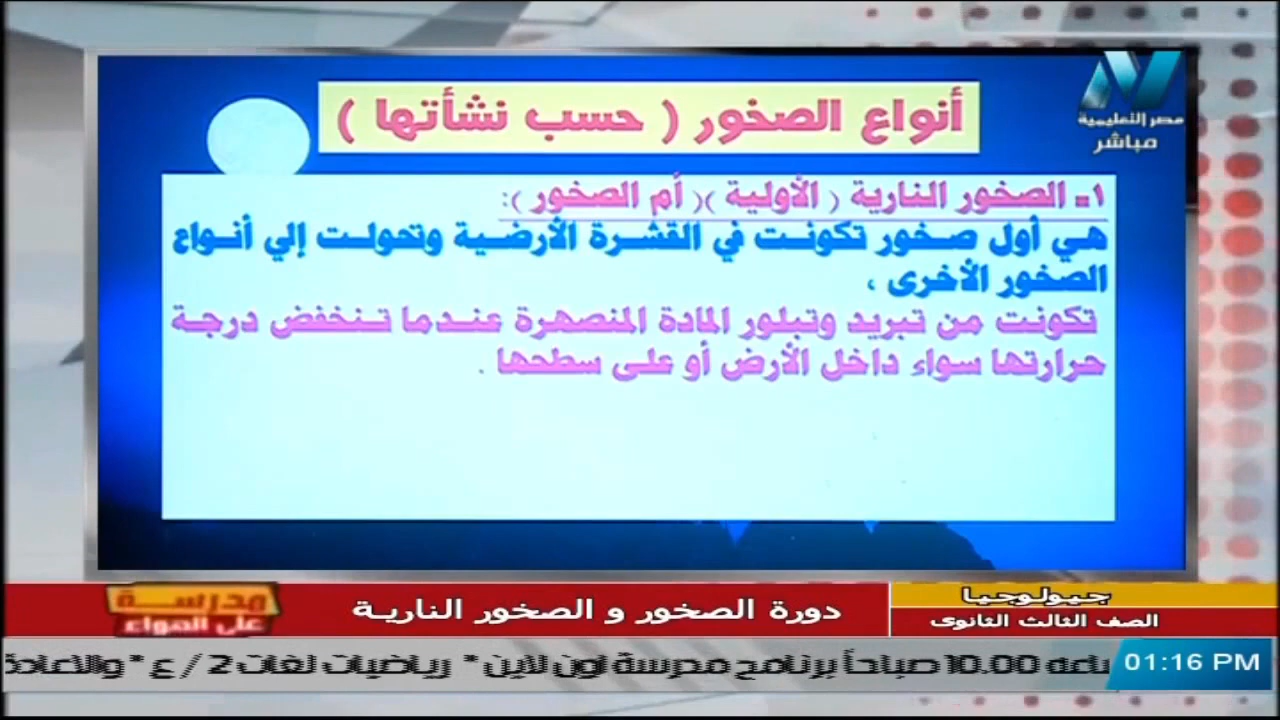 أنواع الصخور ( حسب نشأتها )
مصر التعليمية
مباشر
١- الصخور النارية ( الأولية )( أم الصخور ):
هي أول صخور تكونت في القشرة الأرضية وتحولت إلي أنواع
الصخور الأخرى ،
تكونت من تبريد وتبلور المادة المنصهرة عندما تنخفض درجة
حرارتها سواء داخل الأرض أو على سطحها .
جيولوجيا
الصف الثالث الثانوى
دورة الصخور و الصخور النارية
مدرسة
على الهواء
01:16 PM
10.00 صباحاً برنامج مدرسة اون لاين * رياضيات لغات 2 / ع * والاعادة